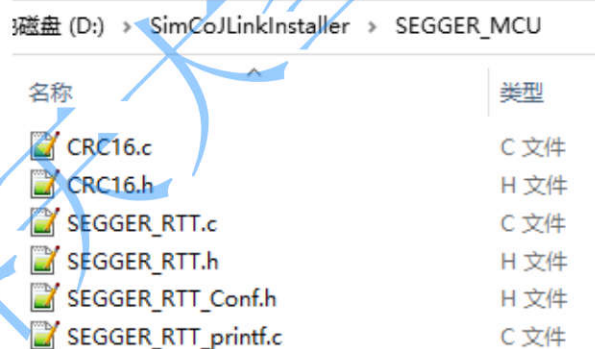 磁盘 (D:) > SimCoJLinkInstaller > SEGGER_MCU
名称 类型
CRC16.c C 文件
CRC16.h H 文件
SEGGER_RTT.c C 文件
SEGGER_RTT.h H 文件
SEGGER_RTT_Conf.h H 文件
SEGGER_RTT_printf.c C 文件